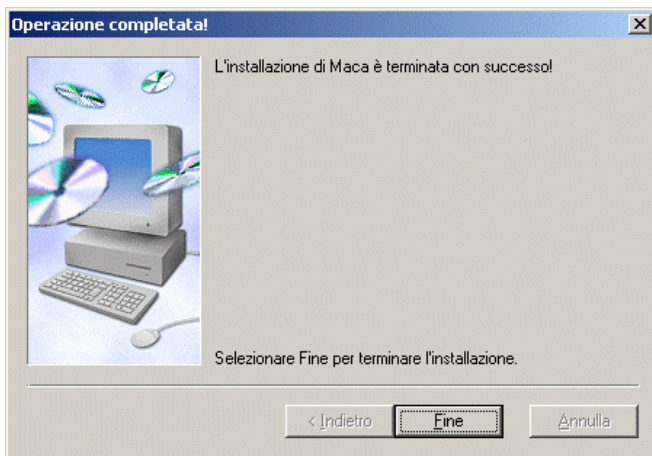 Operazione completata!
L'installazione di Maca è terminata con successo!
Selezionare Fine per terminare l'installazione.
< Indietro
Fine
Annulla